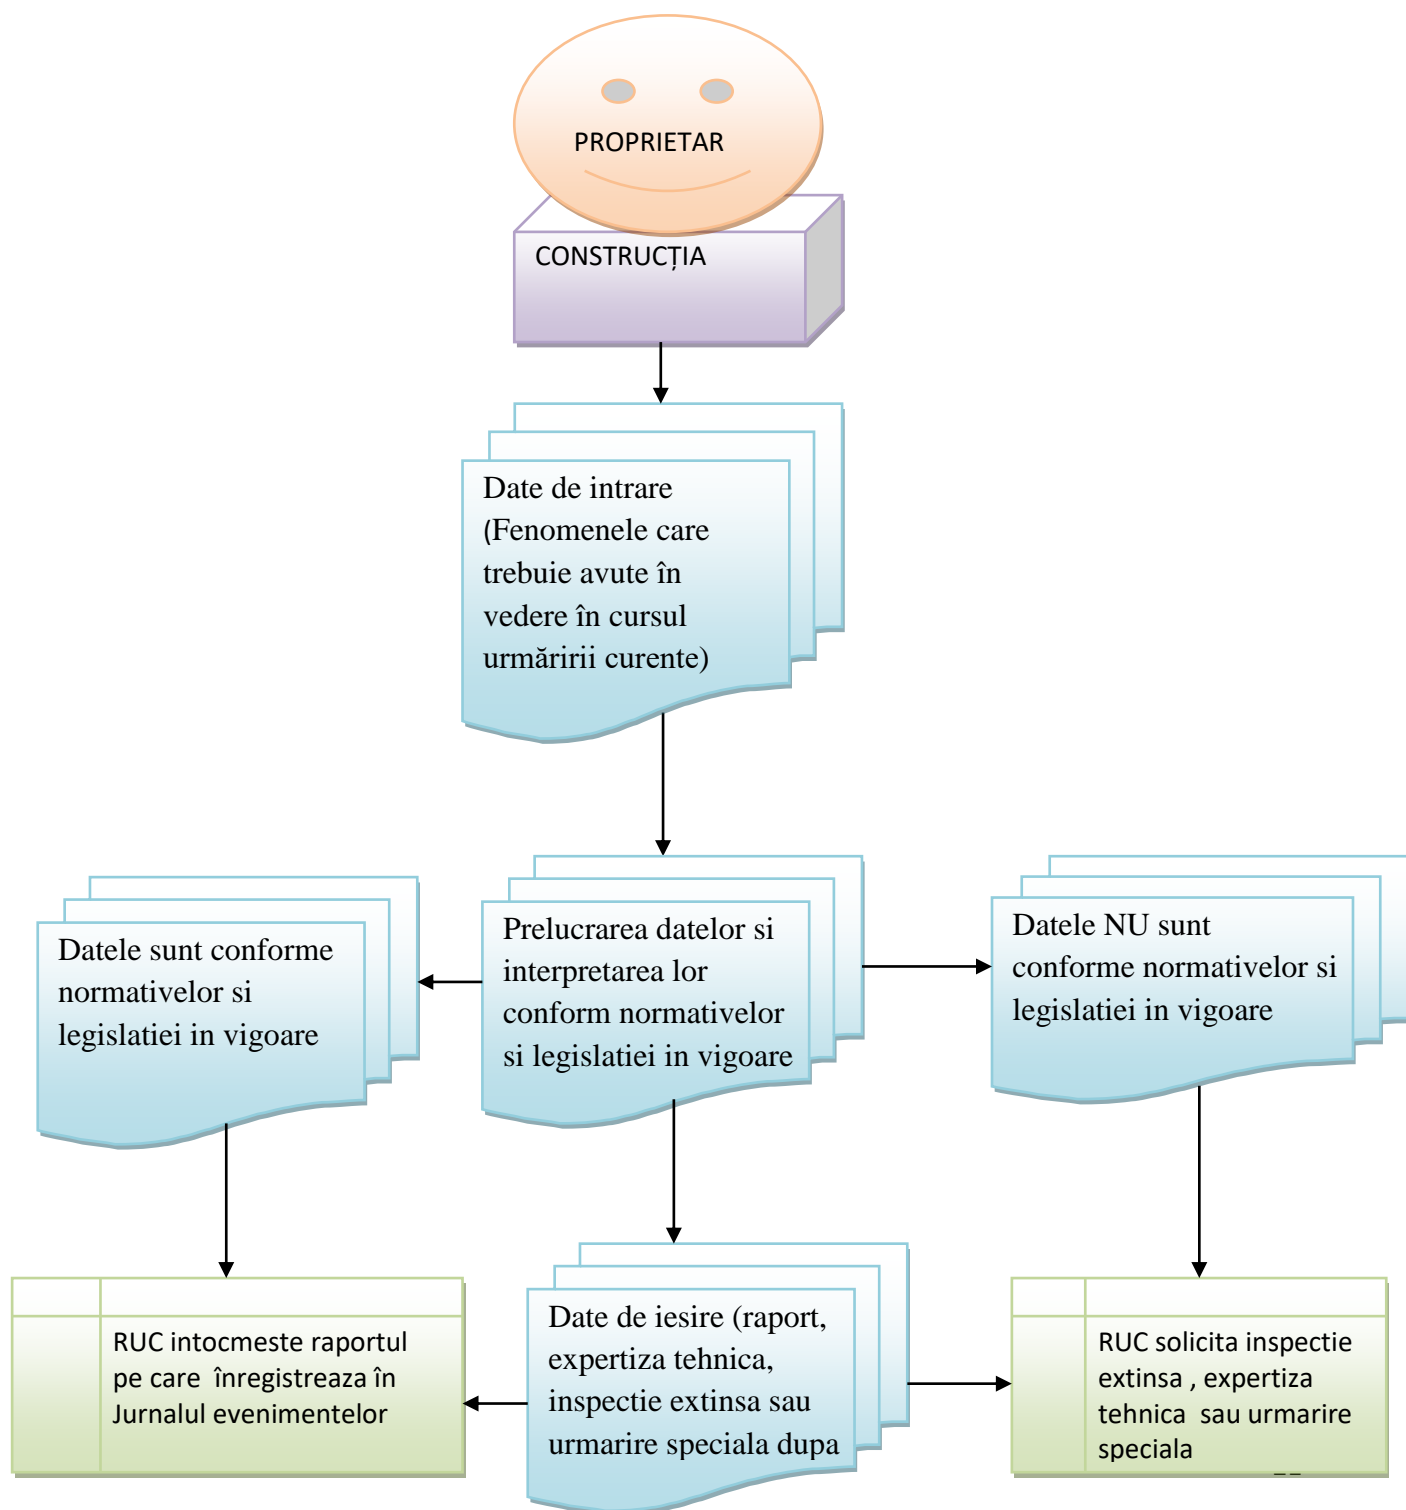 PROPRIETAR
CONSTRUCȚIA
Date de intrare
(Fenomenele care
trebuie avute în
vedere în cursul
urmăririi curente)
Datele sunt conforme
normativelor si
legislatiei in vigoare
Prelucrarea datelor si
interpretarea lor
conform normativelor
si legislatiei in vigoare
Datele NU sunt
conforme normativelor si
legislatiei in vigoare
RUC intocmeste raportul
pe care înregistreaza în
Jurnalul evenimentelor
Date de iesire (raport,
expertiza tehnica,
inspectie extinsa sau
urmarire speciala dupa
RUC solicita inspectie
extinsa , expertiza
tehnica sau urmarire
speciala